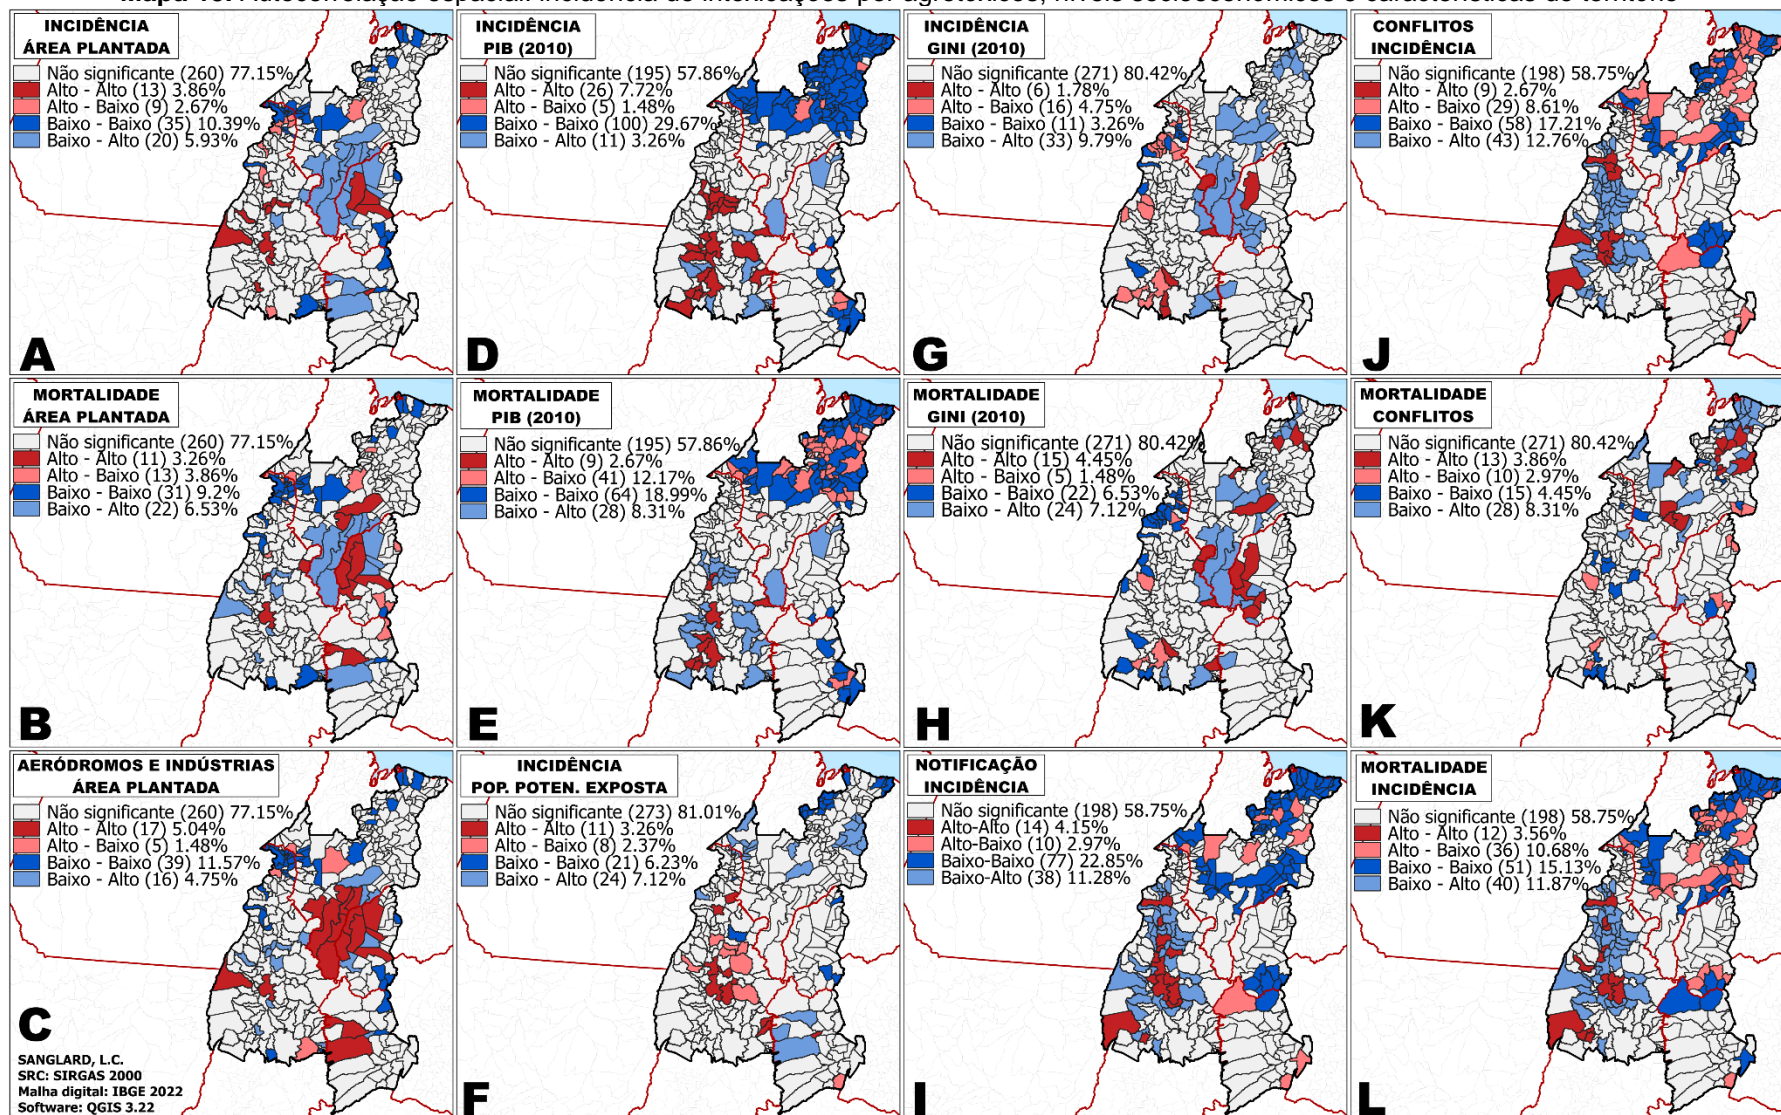 Mapa 16. Autocorrelação espacial: Incidência de intoxicações por agrotóxicos, níveis socioeconômicos e características do território
INCIDÊNCIA
ÁREA PLANTADA
Não significante (260) 77.15%
Alto - Alto (13) 3.86%
Alto - Baixo (9) 2.67%
Baixo - Baixo (35) 10.39%
Baixo - Alto (20) 5.93%
A
INCIDÊNCIA
PIB (2010)
Não significante (195) 57.86%
Alto - Alto (26) 7.72%
Alto - Baixo (5) 1.48%
Baixo - Baixo (100) 29.67%
Baixo - Alto (11) 3.26%
D
INCIDÊNCIA
GINI (2010)
Não significante (271) 80.42%
Alto - Alto (6) 1.78%
Alto - Baixo (16) 4.75%
Baixo - Baixo (11) 3.26%
Baixo - Alto (33) 9.79%
G
CONFLITOS
INCIDÊNCIA
Não significante (198) 58.75%
Alto - Alto (9) 2.67%
Alto - Baixo (29) 8.61%
Baixo - Baixo (58) 17.21%
Baixo - Alto (43) 12.76%
J
MORTALIDADE
ÁREA PLANTADA
Não significante (260) 77.15%
Alto - Alto (11) 3.26%
Alto - Baixo (13) 3.86%
Baixo - Baixo (31) 9.2%
Baixo - Alto (22) 6.53%
B
MORTALIDADE
PIB (2010)
Não significante (195) 57.86%
Alto - Alto (9) 2.67%
Alto - Baixo (41) 12.17%
Baixo - Baixo (64) 18.99%
Baixo - Alto (28) 8.31%
E
MORTALIDADE
GINI (2010)
Não significante (271) 80.42%
Alto - Alto (15) 4.45%
Alto - Baixo (5) 1.48%
Baixo - Baixo (22) 6.53%
Baixo - Alto (24) 7.12%
H
MORTALIDADE
CONFLITOS
Não significante (271) 80.42%
Alto - Alto (13) 3.86%
Alto - Baixo (10) 2.97%
Baixo - Baixo (15) 4.45%
Baixo - Alto (28) 8.31%
K
AERÓDROMOS E INDÚSTRIAS
ÁREA PLANTADA
Não significante (260) 77.15%
Alto - Alto (17) 5.04%
Alto - Baixo (5) 1.48%
Baixo - Baixo (39) 11.57%
Baixo - Alto (16) 4.75%
C
SANGLARD, L.C.
SRC: SIRGAS 2000
Malha digital: IBGE 2022
Software: QGIS 3.22
INCIDÊNCIA
POP. POTEN. EXPOSTA
Não significante (273) 81.01%
Alto - Alto (11) 3.26%
Alto - Baixo (8) 2.37%
Baixo - Baixo (21) 6.23%
Baixo - Alto (24) 7.12%
F
NOTIFICAÇÃO
INCIDÊNCIA
Não significante (198) 58.75%
Alto-Alto (14) 4.15%
Alto-Baixo (10) 2.97%
Baixo-Baixo (77) 22.85%
Baixo-Alto (38) 11.28%
I
MORTALIDADE
INCIDÊNCIA
Não significante (198) 58.75%
Alto - Alto (12) 3.56%
Alto - Baixo (36) 10.68%
Baixo - Baixo (51) 15.13%
Baixo - Alto (40) 11.87%
L